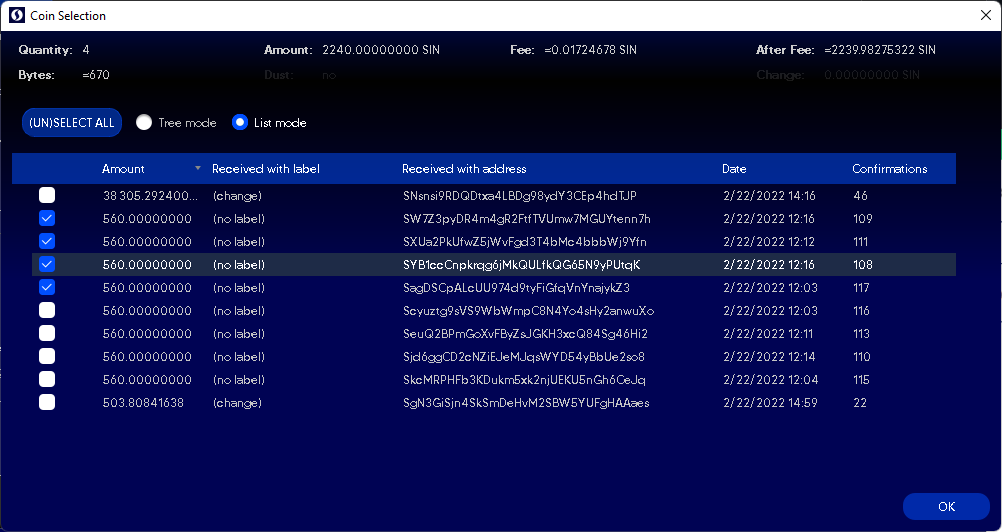 Coin Selection
Quantity: 4 Amount: 2240.00000000 SIN Fee: ≈0.01724678 SIN After Fee: ≈2239.98275322 SIN
Bytes: ≈670 Dust: no Change: 0.00000000 SIN
(UN)SELECT ALL Tree mode List mode
Amount Received with label Received with address Date Confirmations
38 305.292400... (change) SNsnsi9RDQDtxa4LBDg98ydY3CEp4hdTJP 2/22/2022 14:16 46
560.00000000 (no label) SW7Z3pyDR4m4gR2FtfTVUmw7MGUYtenn7h 2/22/2022 12:16 109
560.00000000 (no label) SXUa2PkUfwZ5jWvFgd3T4bMc4bbbWj9Yfn 2/22/2022 12:12 111
560.00000000 (no label) SYB1ccCnpkrqg6jMkQULfkQG65N9yPUtqK 2/22/2022 12:16 108
560.00000000 (no label) SagDSCpALcUU974d9tyFiGfqVnYnajykZ3 2/22/2022 12:03 117
560.00000000 (no label) Scyuztg9sVS9WbWmpC8N4Yo4sHy2anwuXo 2/22/2022 12:03 116
560.00000000 (no label) SeuQ2BPmGoXvFByZsJGKH3xcQ84Sg46Hi2 2/22/2022 12:11 113
560.00000000 (no label) Sjd6ggCD2cNZiEJeMJqsWYD54yBbUe2so8 2/22/2022 12:14 110
560.00000000 (no label) SkcMRPHFb3KDukm5xk2njUEKU5nGh6CeJq 2/22/2022 12:04 115
503.80841638 (change) SgN3GiSjn4SkSmDeHvM2SBW5YUFgHAAaes 2/22/2022 14:59 22
OK